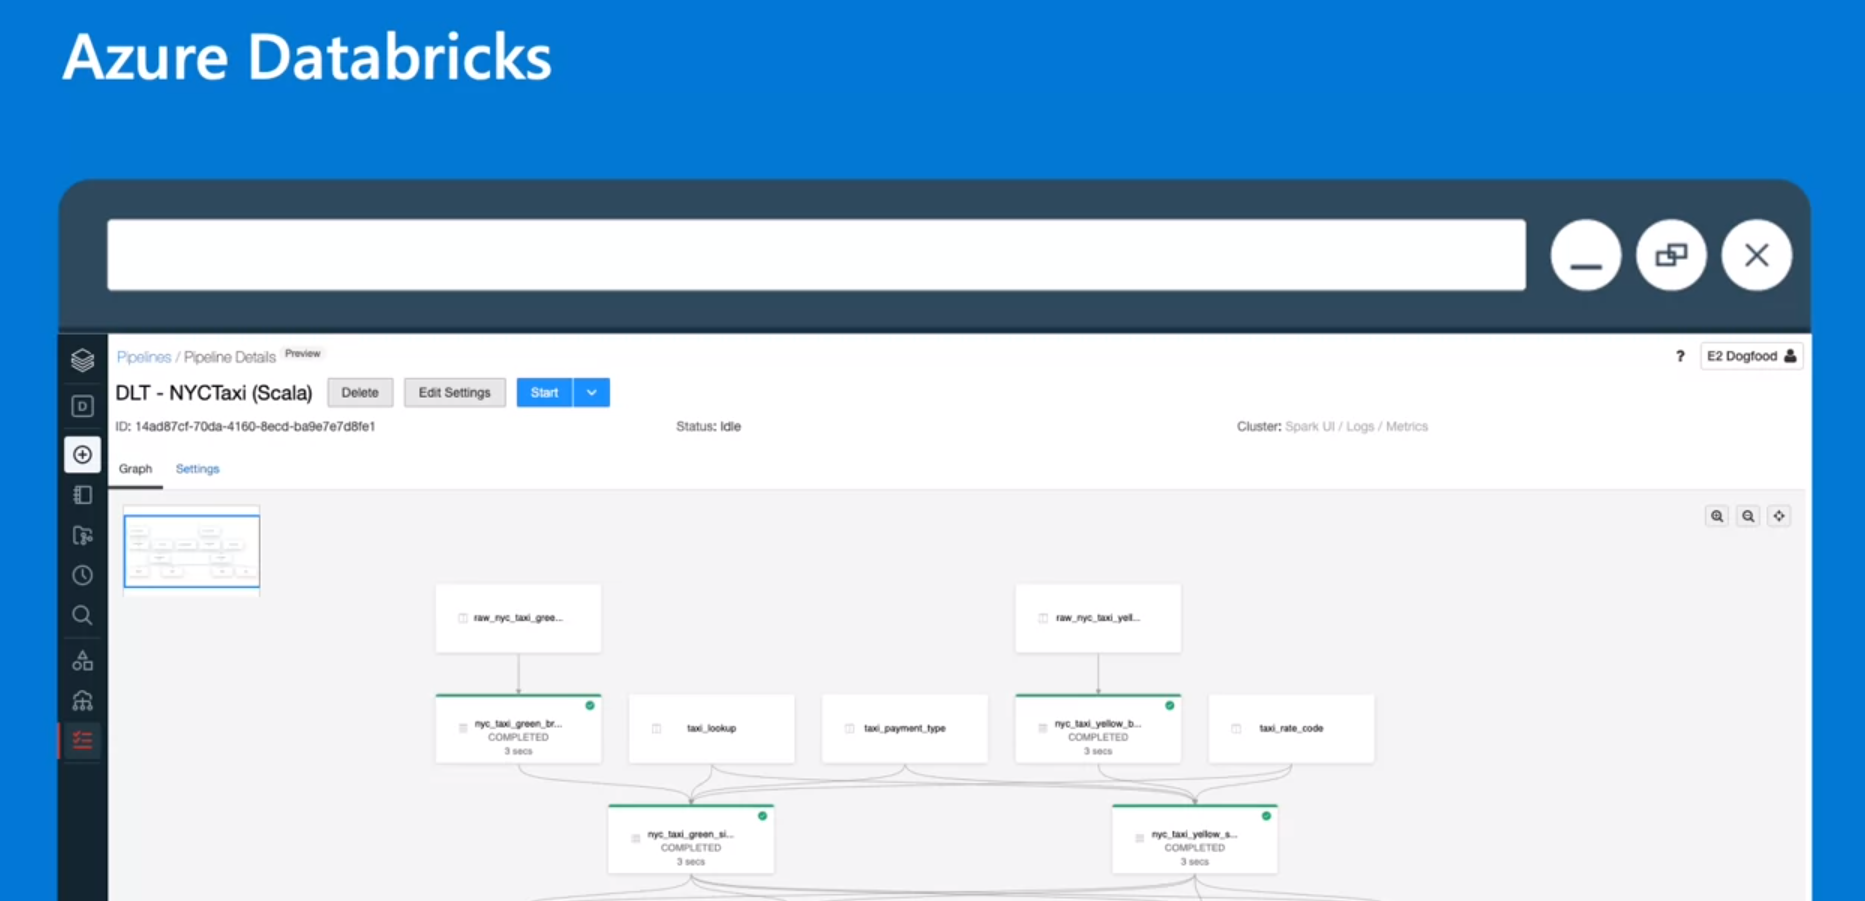 Azure Databricks
Pipelines / Pipeline Details Preview
? E2 Dogfood
DLT - NYCTaxi (Scala) Delete Edit Settings Start
ID: 14ad87cf-70da-4160-8ecd-ba9e7e7d8fe1 Status: Idle Cluster: Spark UI / Logs / Metrics
Graph Settings
raw_nyc_taxi_gree...
raw_nyc_taxi_yell...
nyc_taxi_green_br...
COMPLETED
3 secs
taxi_lookup
taxi_payment_type
nyc_taxi_yellow_b...
COMPLETED
3 secs
taxi_rate_code
nyc_taxi_green_si...
COMPLETED
3 secs
nyc_taxi_yellow_s...
COMPLETED
3 secs